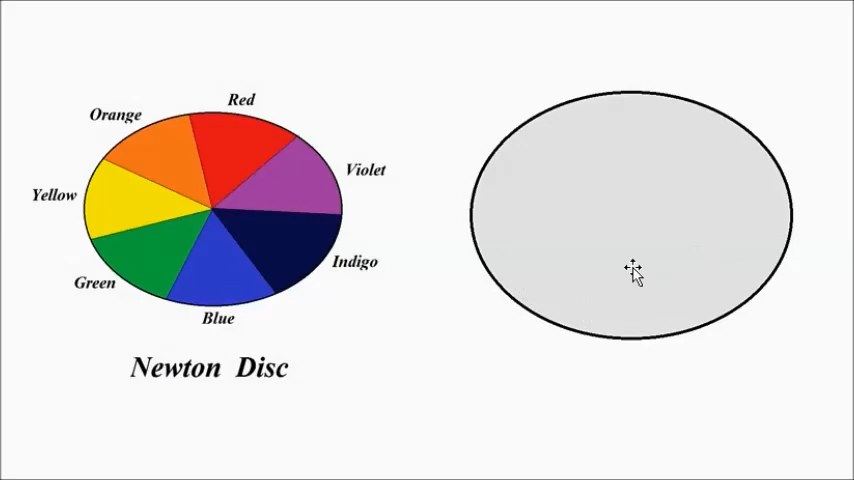 Red
Orange
Violet
Yellow
Indigo
Green
Blue
Newton Disc